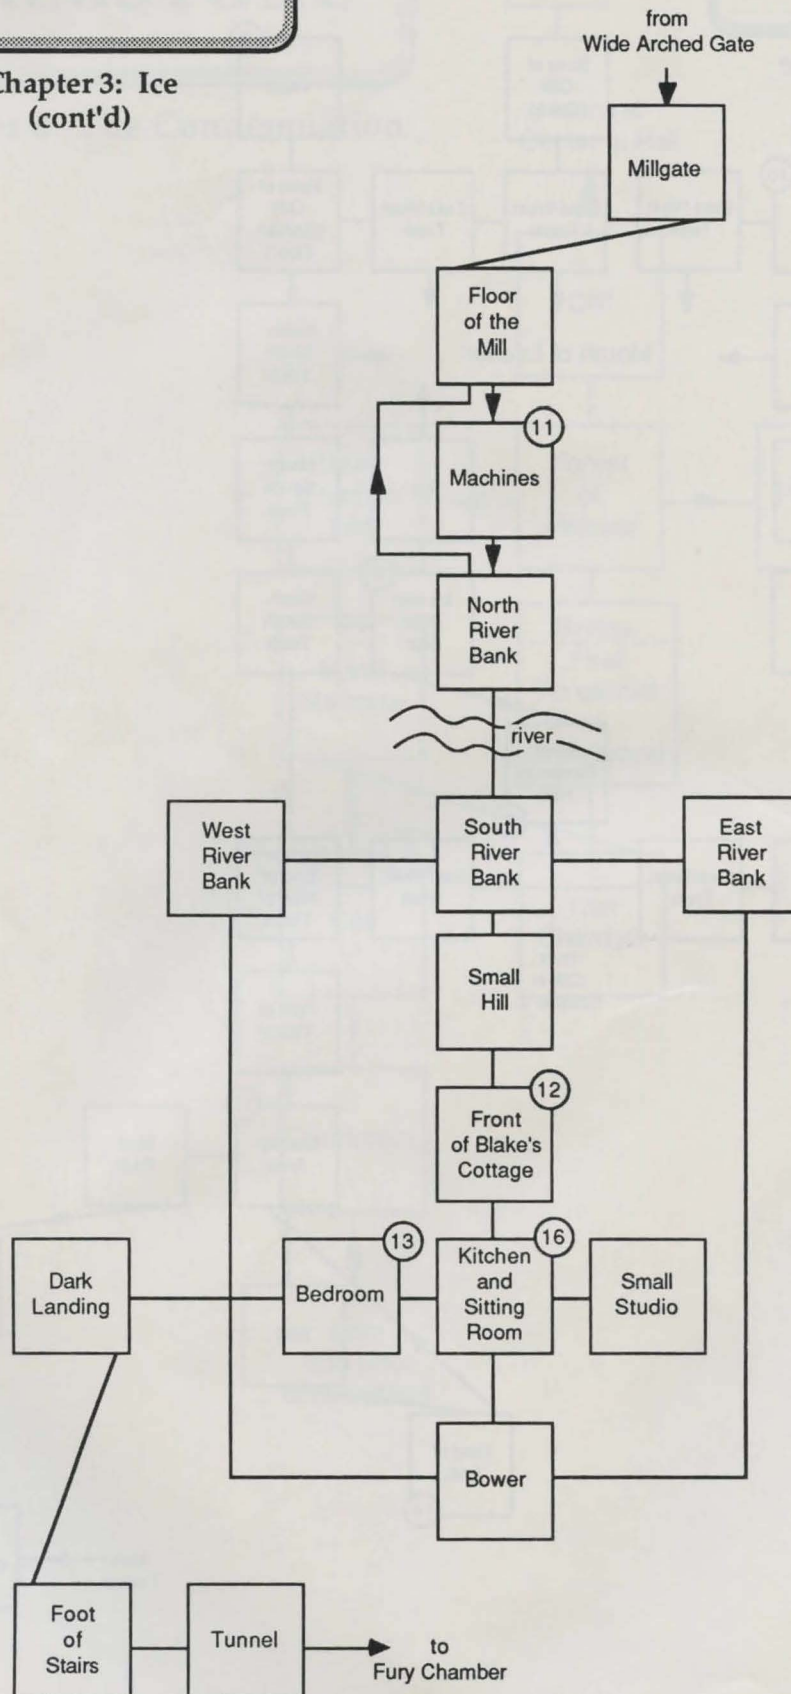 from
Wide Arched Gate
Chapter 3: Ice
(cont'd)
Millgate
Floor
of the
Mill
11
Machines
North
River
Bank
river
West
River
Bank
South
River
Bank
East
River
Bank
Small
Hill
12
Front
of Blake's
Cottage
Dark
Landing
13
Bedroom
16
Kitchen
and
Sitting
Room
Small
Studio
Bower
Foot
of
Stairs
Tunnel
to
Fury Chamber